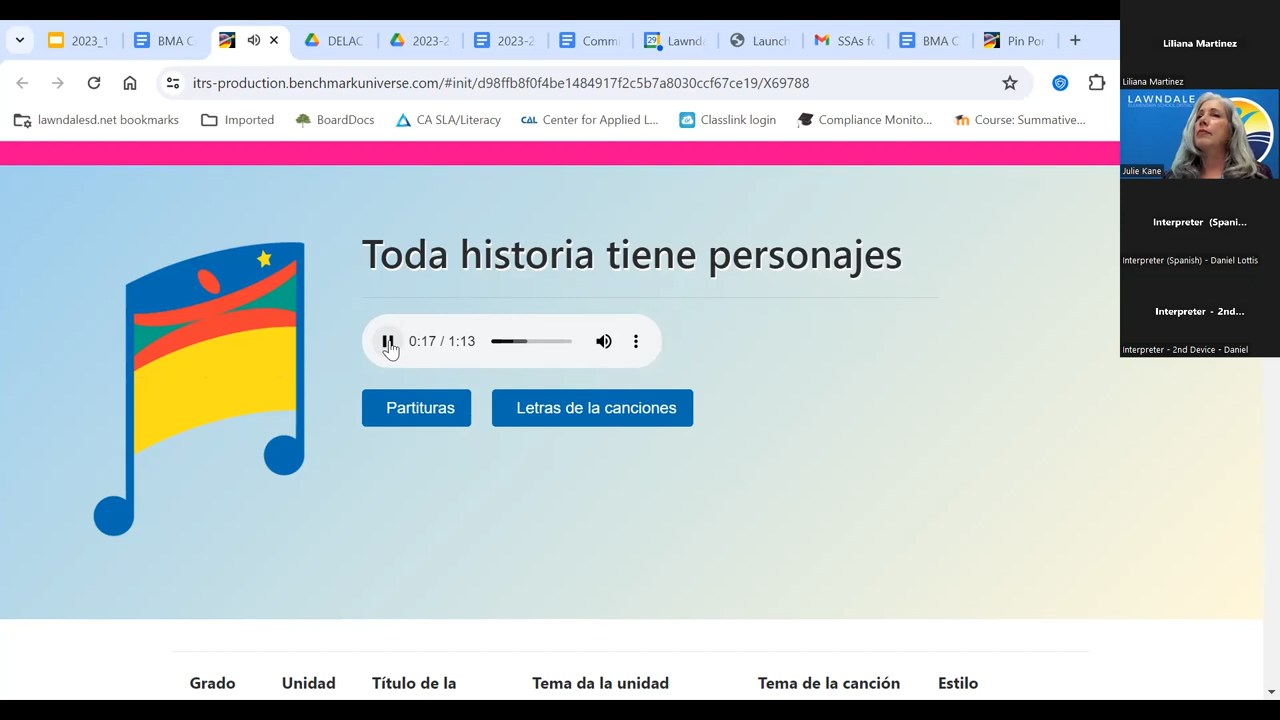 2023_1
BMA C
DELAC
2023-2
2023-2
Commi
Lawnda
Launch
SSAs fo
BMA C
Pin Por
itrs-production.benchmarkuniverse.com/#init/d98ffb8f0f4be1484917f2c5b7a8030ccf67ce19/X69788
lawndalesd.net bookmarks
Imported
BoardDocs
CA SLA/Literacy
CAL Center for Applied L...
Classlink login
Compliance Monito...
Course: Summative...
Liliana Martinez
Liliana Martinez
LAWNDALE
Julie Kane
Interpreter (Spani...
Interpreter (Spanish) - Daniel Lottis
Interpreter - 2nd...
Interpreter - 2nd Device - Daniel
Toda historia tiene personajes
0:17 / 1:13
Partituras
Letras de la canciones
Grado Unidad Título de la Tema da la unidad Tema de la canción Estilo